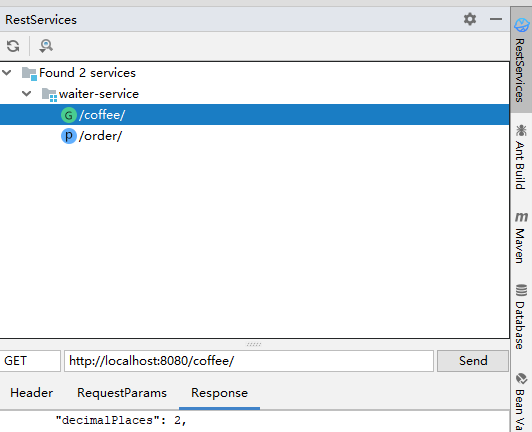 RestServices
Found 2 services
waiter-service
G /coffee/
P /order/
GET http://localhost:8080/coffee/ Send
Header RequestParams Response
"decimalPlaces": 2,
RestServices
Ant Build
m Maven
Database
Bean Va